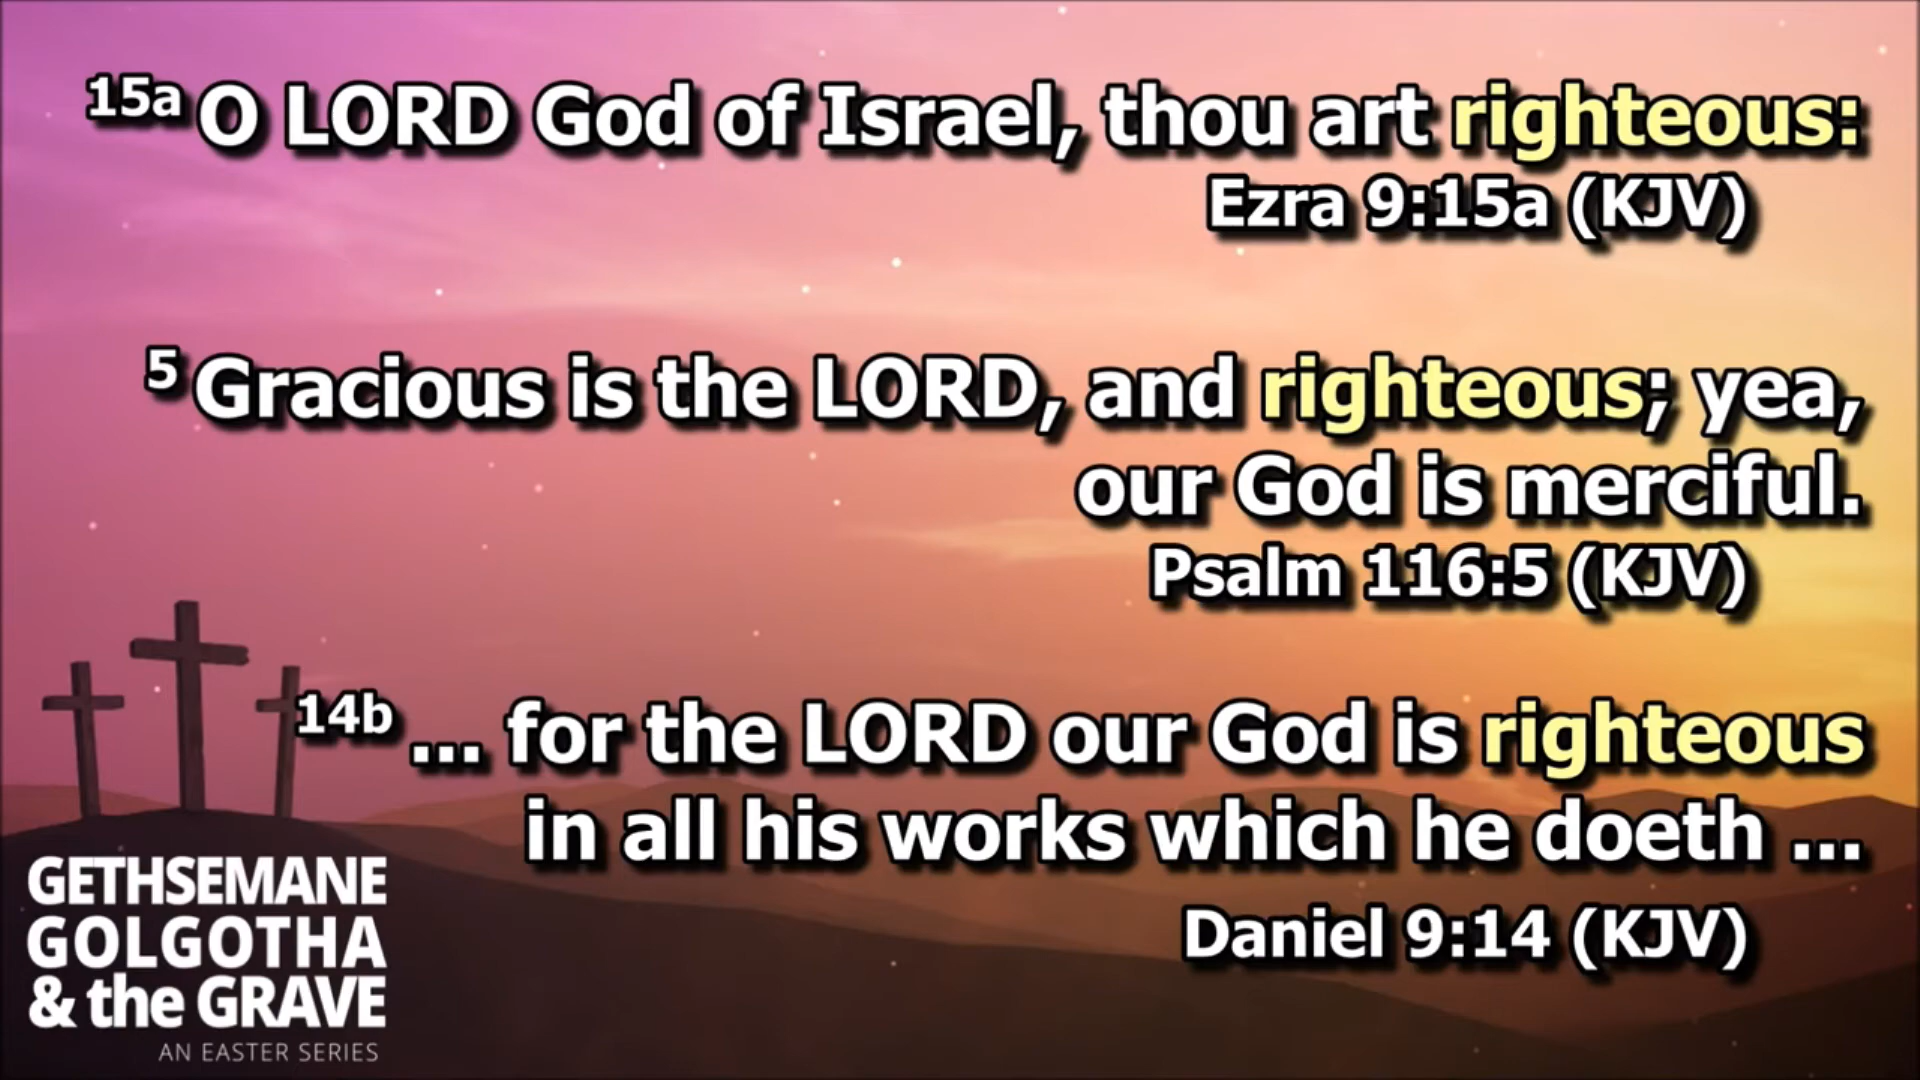 15a O LORD God of Israel, thou art righteous:
Ezra 9:15a (KJV)
5 Gracious is the LORD, and righteous; yea,
our God is merciful.
Psalm 116:5 (KJV)
14b ... for the LORD our God is righteous
in all his works which he doeth ...
Daniel 9:14 (KJV)
GETHSEMANE
GOLGOTHA
& the GRAVE
AN EASTER SERIES